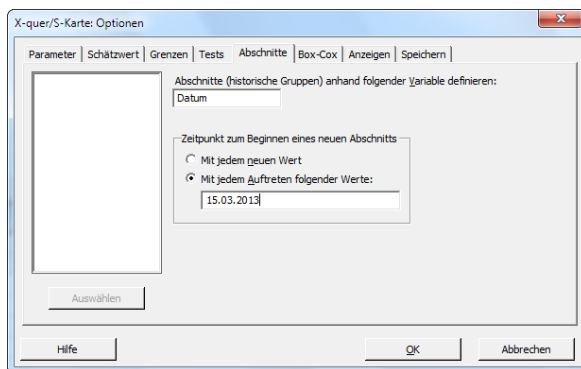 X-quer/S-Karte: Optionen
Parameter Schätzwert Grenzen Tests Abschnitte Box-Cox Anzeigen Speichern
Abschnitte (historische Gruppen) anhand folgender Variable definieren:
Datum
Zeitpunkt zum Beginnen eines neuen Abschnitts
Mit jedem neuen Wert
Mit jedem Auftreten folgender Werte:
15.03.2013
Auswählen
Hilfe OK Abbrechen